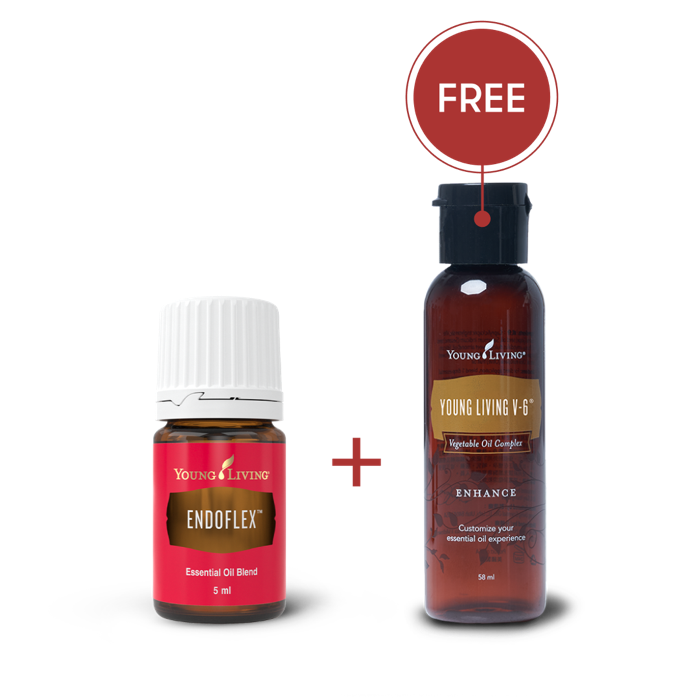 FREE
YOUNG LIVING®
ENDOFLEX™
Essential Oil Blend
5 ml
+
YOUNG LIVING®
YOUNG LIVING V-6®
Vegetable Oil Complex
ENHANCE
Customize your
essential oil experience
58 ml